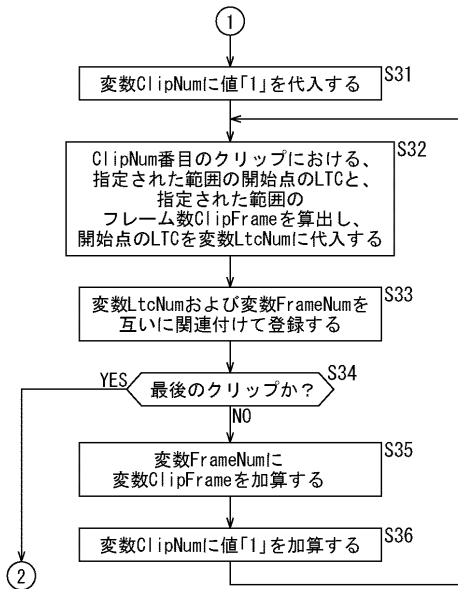 1
変数ClipNumに値「1」を代入する
S31
ClipNum番目のクリップにおける、
指定された範囲の開始点のLTCと、
指定された範囲の
フレーム数ClipFrameを算出し、
開始点のLTCを変数LtcNumに代入する
S32
変数LtcNumおよび変数FrameNumを
互いに関連付けて登録する
S33
最後のクリップか?
S34
YES
NO
変数FrameNumに
変数ClipFrameを加算する
S35
変数ClipNumに値「1」を加算する
S36
2